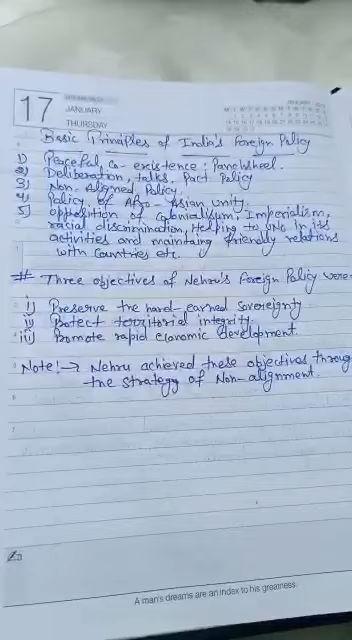 17
JANUARY
THURSDAY
Basic Principles of India's Foreign Policy
1) Peaceful co-existence: Panchsheel.
2) Deliberation, talks, Pact Policy
3) Non-Aligned Policy
4) Policy of Afro-Asian Unity
5) opposition of Colonialism, Imperialism,
racial discrimination, Helping to UNO in its
activities and maintaing friendly relations
with countries etc.
# Three objectives of Nehru's Foreign Policy were
i) Preserve the hard-earned sovereignty
ii) Protect territorial integrity
iii) Promote rapid economic development.
Note:→ Nehru achieved these objectives through
the strategy of Non-alignment.
A man's dreams are an index to his greatness.